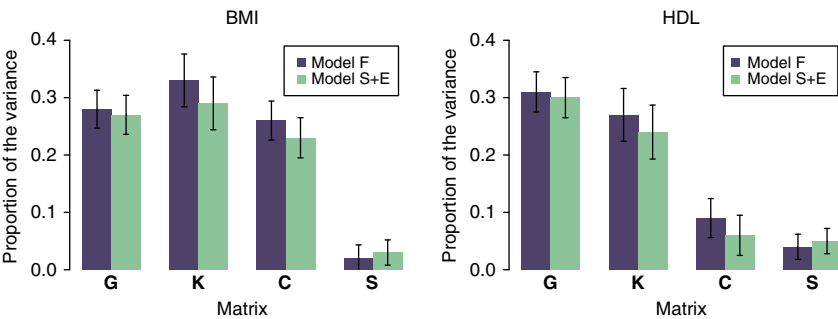 BMI
Proportion of the variance
0.4
0.3
0.2
0.1
0.0
Model F
Model S+E
G K C S
Matrix
HDL
Proportion of the variance
0.4
0.3
0.2
0.1
0.0
Model F
Model S+E
G K C S
Matrix